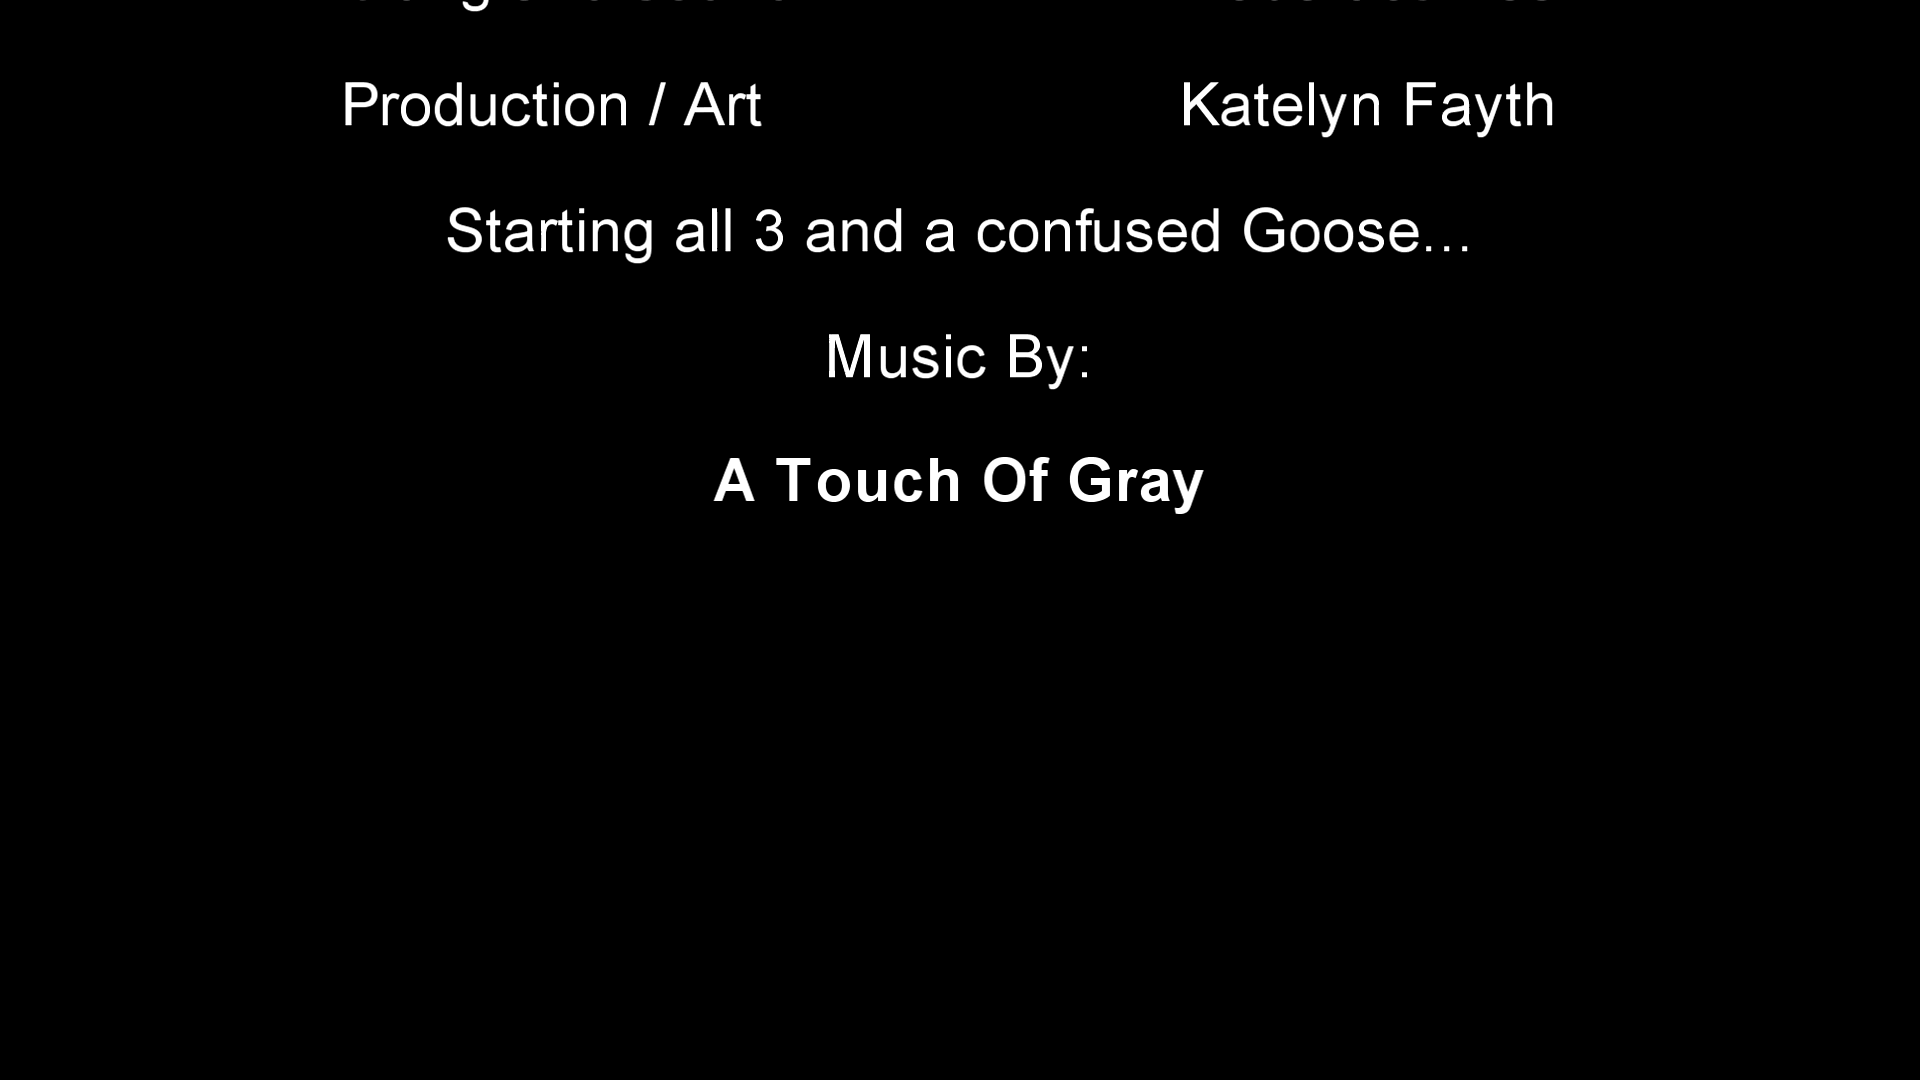 Production / Art Katelyn Fayth
Starting all 3 and a confused Goose...
Music By:
A Touch Of Gray